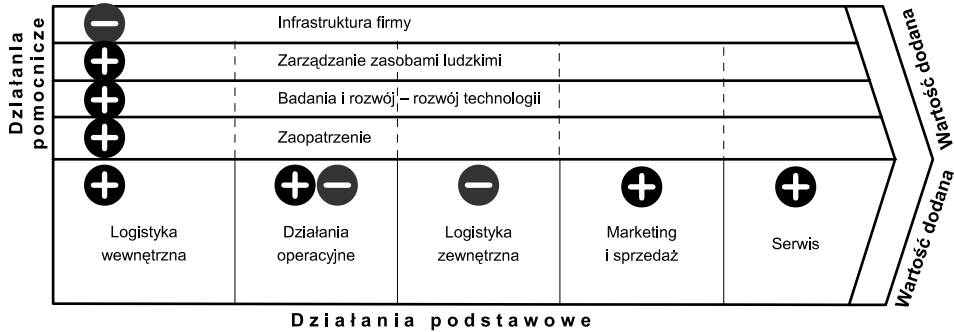 Działania
pomocnicze
Infrastruktura firmy
Zarządzanie zasobami ludzkimi
Badania i rozwój – rozwój technologii
Zaopatrzenie
Wartość dodana
Wartość dodana
Logistyka
wewnętrzna
Działania
operacyjne
Logistyka
zewnętrzna
Marketing
i sprzedaż
Serwis
Działania podstawowe